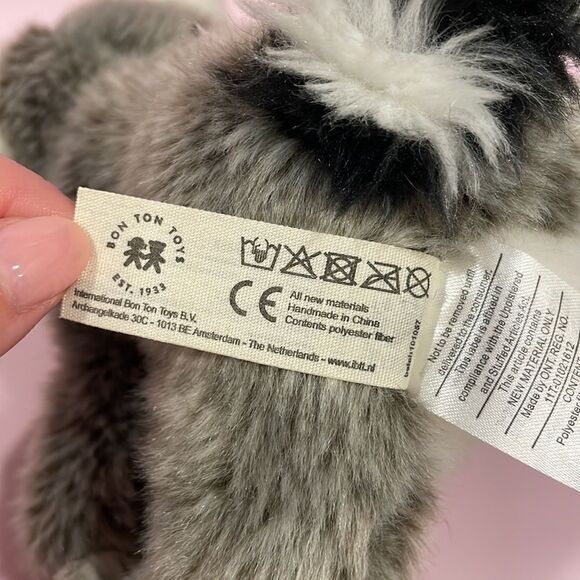 BON TON TOYS
EST. 1933
International Bon Ton Toys B.V.
Archangelkade 30C - 1013 BE Amsterdam - The Netherlands - www.ibtt.nl
CE
All new materials
Handmade in China
Contents polyester fiber
Not to be removed until
delivered to the consumer.
This label is affixed in
compliance with the Upholstered
and Stuffed Articles Act.
This article contains
NEW MATERIAL ONLY
Made by ONT. REG. NO.
Polyester